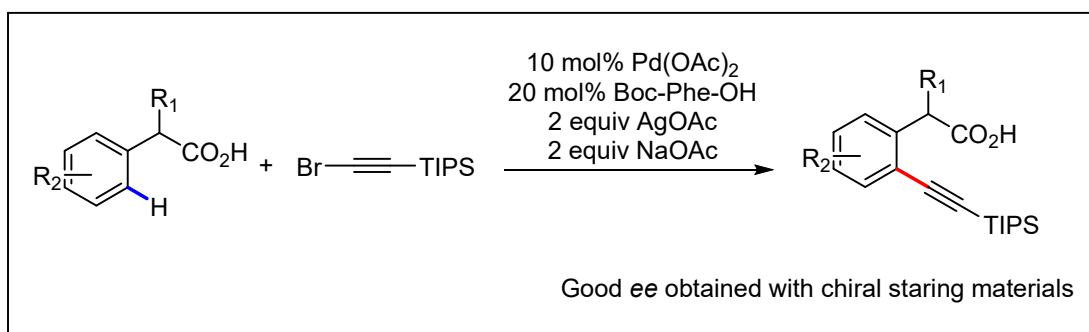 10 mol% Pd(OAc)2
20 mol% Boc-Phe-OH
2 equiv AgOAc
2 equiv NaOAc
R1
CO2H
R2
H
+
Br
TIPS
R1
CO2H
R2
TIPS
Good ee obtained with chiral staring materials